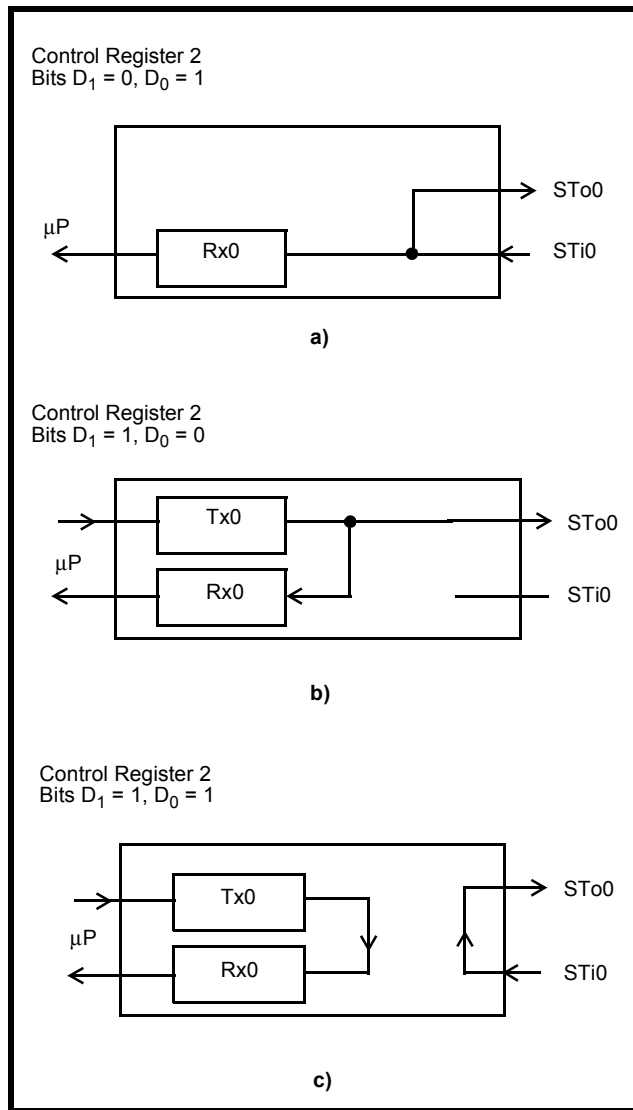 Control Register 2
Bits D1 = 0, D0 = 1
STo0
μP
Rx0
STi0
a)
Control Register 2
Bits D1 = 1, D0 = 0
Tx0
STo0
μP
Rx0
STi0
b)
Control Register 2
Bits D1 = 1, D0 = 1
Tx0
STo0
μP
Rx0
STi0
c)